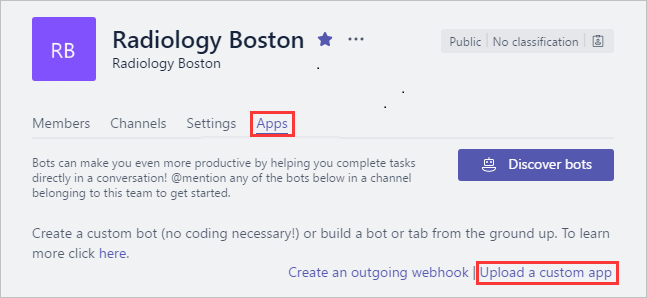 RB
Radiology Boston
Radiology Boston
Public No classification
Members Channels Settings Apps
Bots can make you even more productive by helping you complete tasks
directly in a conversation! @mention any of the bots below in a channel
belonging to this team to get started.
Discover bots
Create a custom bot (no coding necessary!) or build a bot or tab from the ground up. To learn
more click here.
Create an outgoing webhook | Upload a custom app